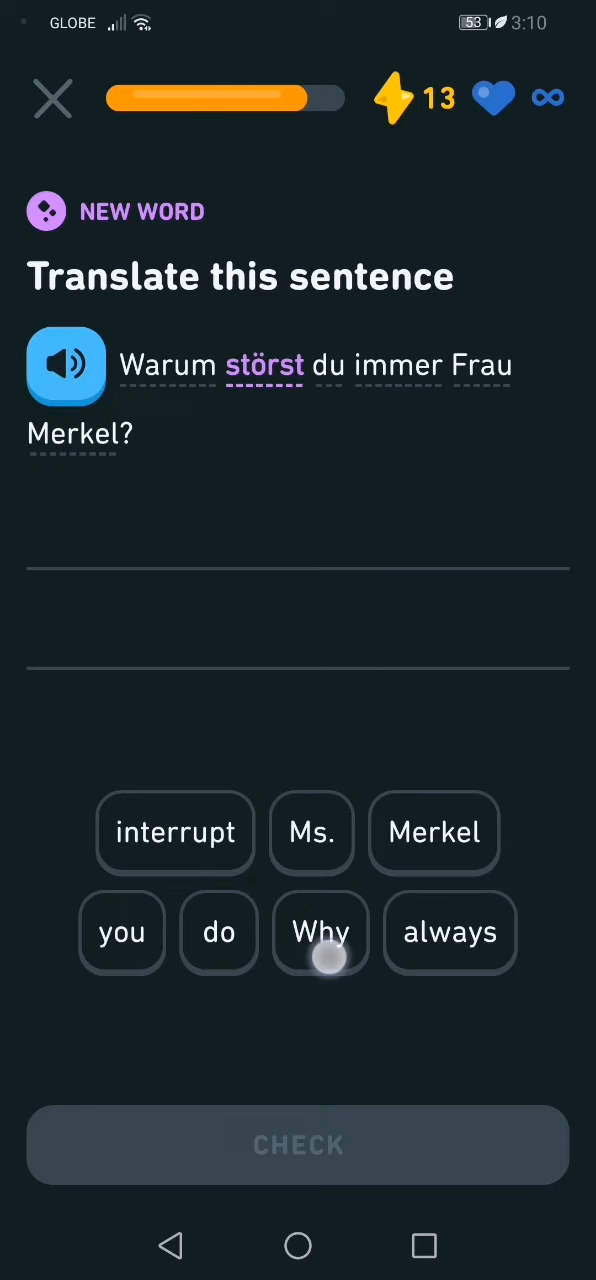 GLOBE 53 3:10
13
NEW WORD
Translate this sentence
Warum störst du immer Frau
Merkel?
interrupt Ms. Merkel
you do Why always
CHECK